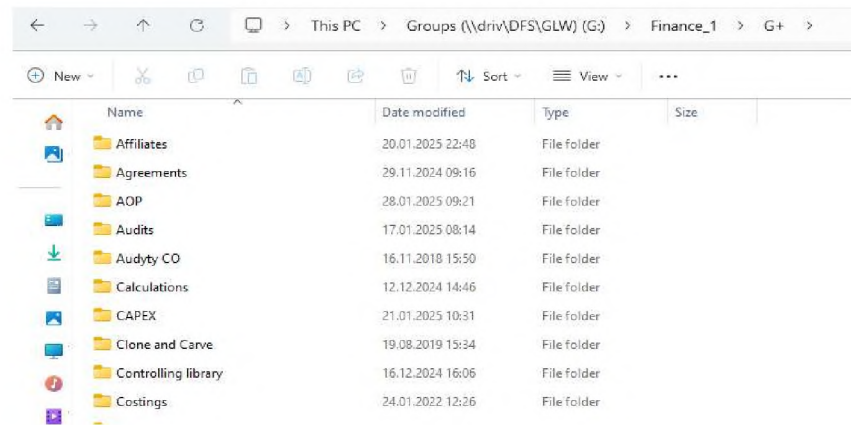 This PC > Groups (\\driv\DFS\GLW) (G:) > Finance_1 > G+ >
New Sort View ...
Name Date modified Type Size
Affiliates 20.01.2025 22:48 File folder
Agreements 29.11.2024 09:16 File folder
AOP 28.01.2025 09:21 File folder
Audits 17.01.2025 08:14 File folder
Audyty CO 16.11.2018 15:50 File folder
Calculations 12.12.2024 14:46 File folder
CAPEX 21.01.2025 10:31 File folder
Clone and Carve 19.08.2019 15:34 File folder
Controlling library 16.12.2024 16:06 File folder
Costings 24.01.2022 12:26 File folder